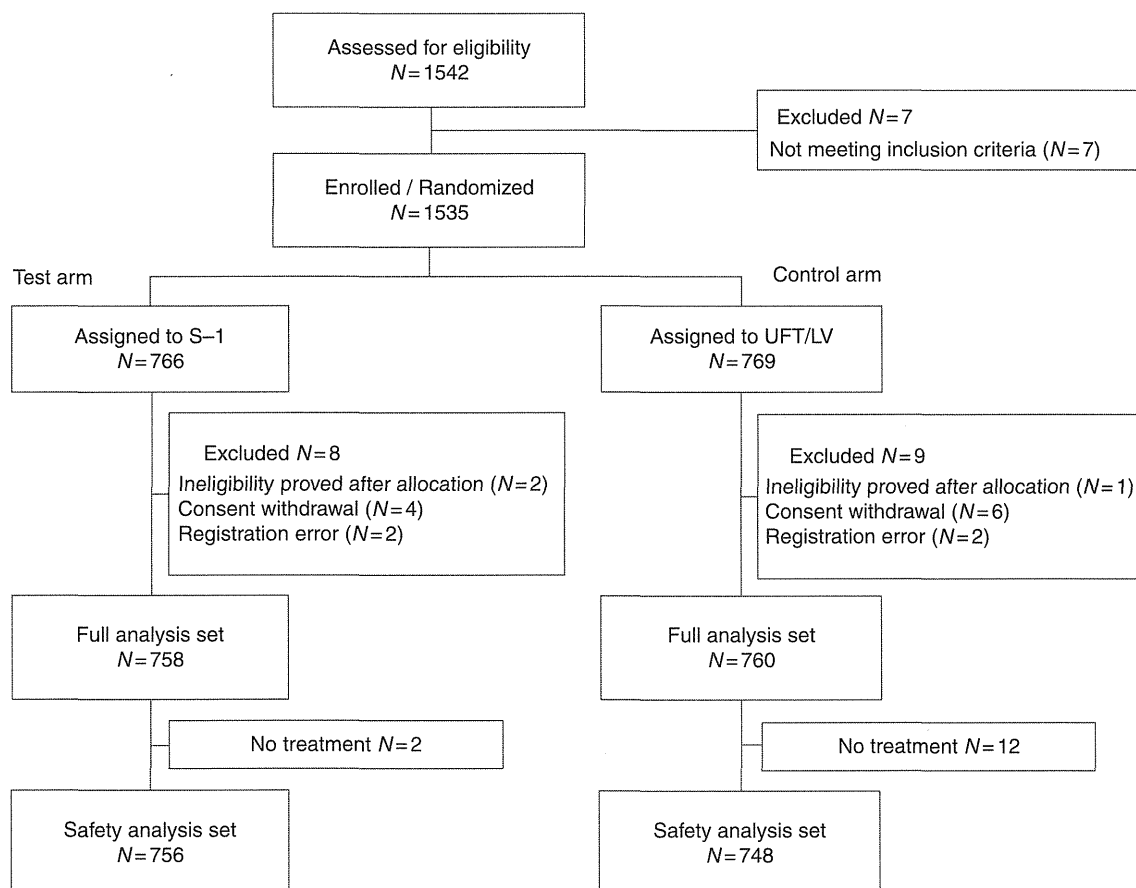 Assessed for eligibility
N=1542
Excluded N=7
Not meeting inclusion criteria (N=7)
Enrolled / Randomized
N=1535
Test arm
Control arm
Assigned to S–1
N=766
Assigned to UFT/LV
N=769
Excluded N=8
Ineligibility proved after allocation (N=2)
Consent withdrawal (N=4)
Registration error (N=2)
Excluded N=9
Ineligibility proved after allocation (N=1)
Consent withdrawal (N=6)
Registration error (N=2)
Full analysis set
N=758
Full analysis set
N=760
No treatment N=2
No treatment N=12
Safety analysis set
N=756
Safety analysis set
N=748